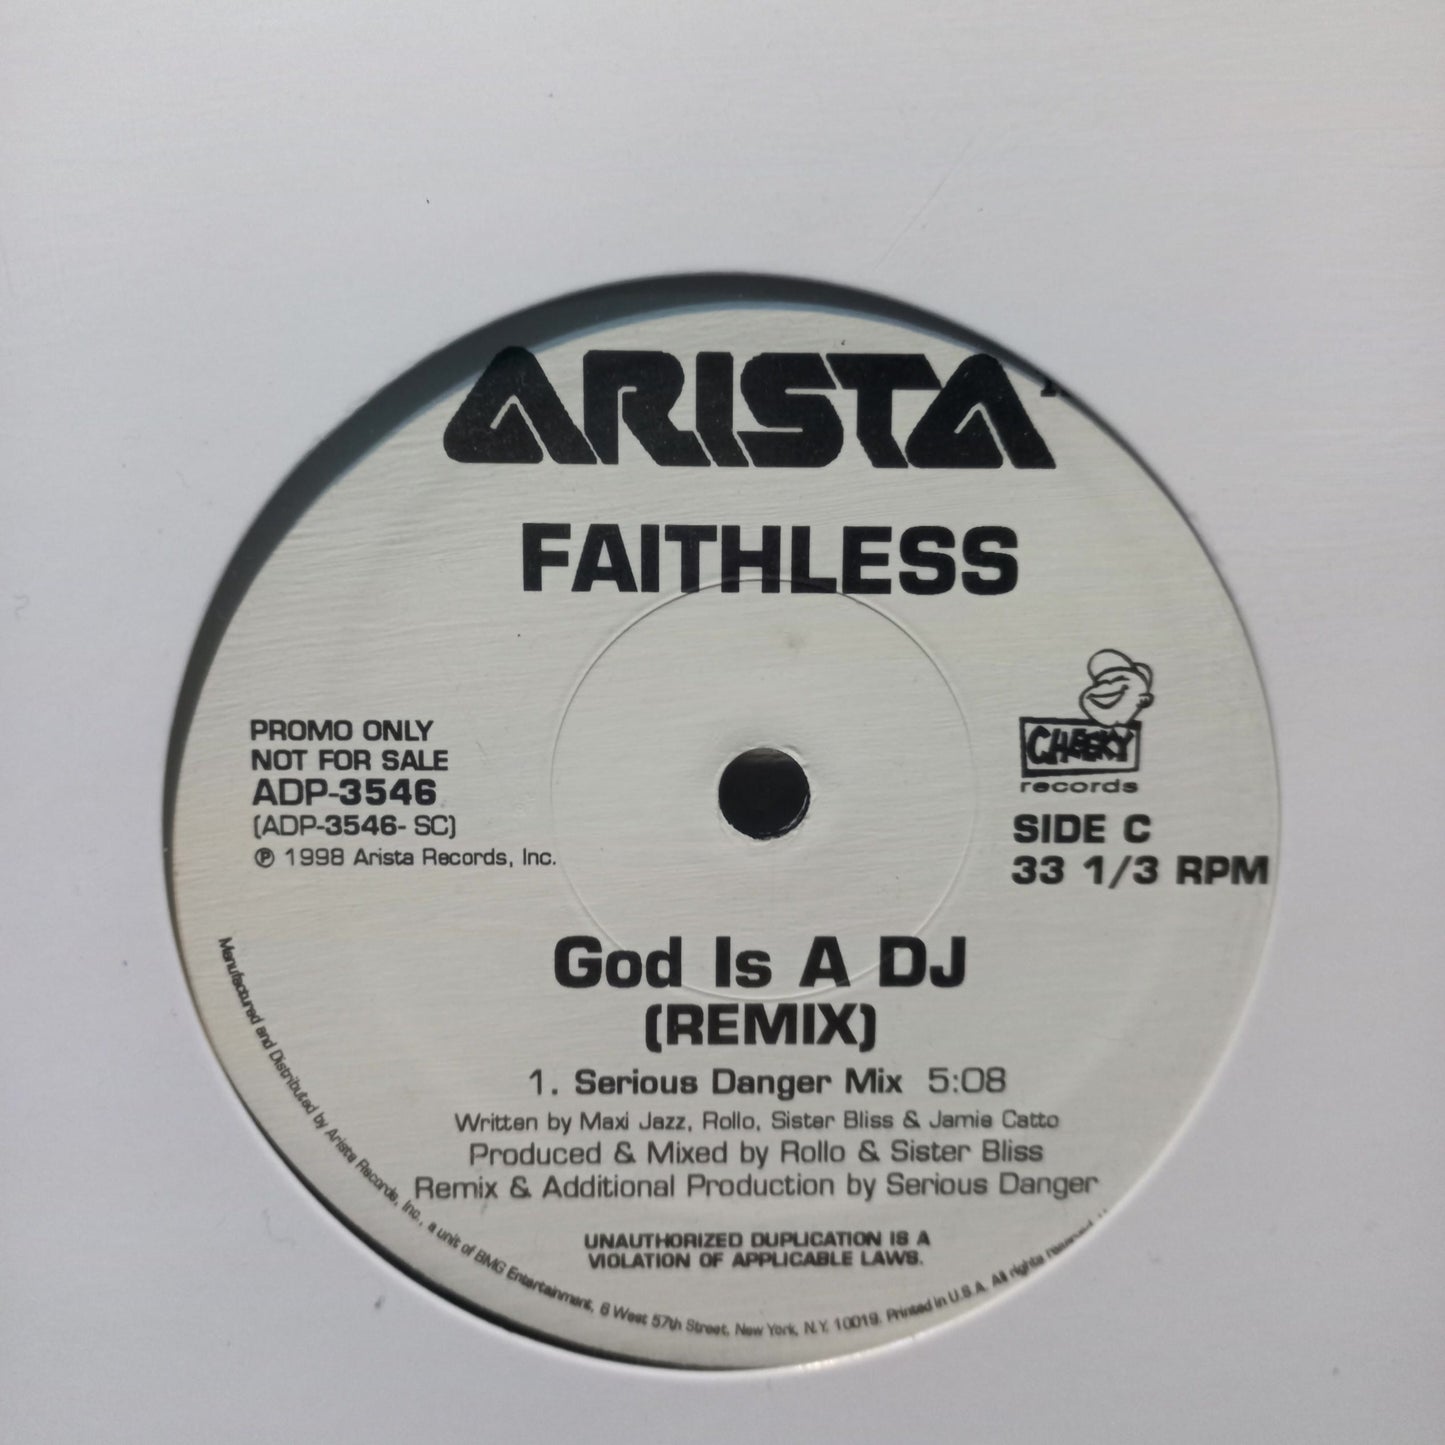 ARISTA
FAITHLESS
PROMO ONLY
NOT FOR SALE
ADP-3546
(ADP-3546- SC)
℗ 1998 Arista Records, Inc.
CHEEKY
records
SIDE C
33 1/3 RPM
God Is A DJ
(REMIX)
1. Serious Danger Mix 5:08
Written by Maxi Jazz, Rollo, Sister Bliss & Jamie Catto
Produced & Mixed by Rollo & Sister Bliss
Remix & Additional Production by Serious Danger
UNAUTHORIZED DUPLICATION IS A
VIOLATION OF APPLICABLE LAWS.
Manufactured and Distributed by Arista Records, Inc., a unit of BMG Entertainment, 6 West 57th Street, New York, N.Y. 10019. Printed in U.S.A. All rights reserved.